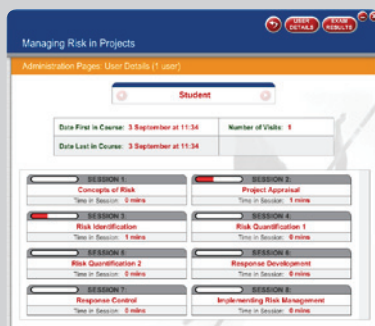 USER
DETAILS
EXAM
RESULTS
Managing Risk in Projects
Administration Pages: User Details (1 user)
Student
Date First in Course: 3 September at 11:34
Number of Visits: 1
Date Last in Course: 3 September at 11:34
SESSION 1:
Concepts of Risk
Time in Session: 0 mins
SESSION 2:
Project Appraisal
Time in Session: 1 mins
SESSION 3:
Risk Identification
Time in Session: 1 mins
SESSION 4:
Risk Quantification 1
Time in Session: 0 mins
SESSION 5:
Risk Quantification 2
Time in Session: 0 mins
SESSION 6:
Response Development
Time in Session: 0 mins
SESSION 7:
Response Control
Time in Session: 0 mins
SESSION 8:
Implementing Risk Management
Time in Session: 0 mins